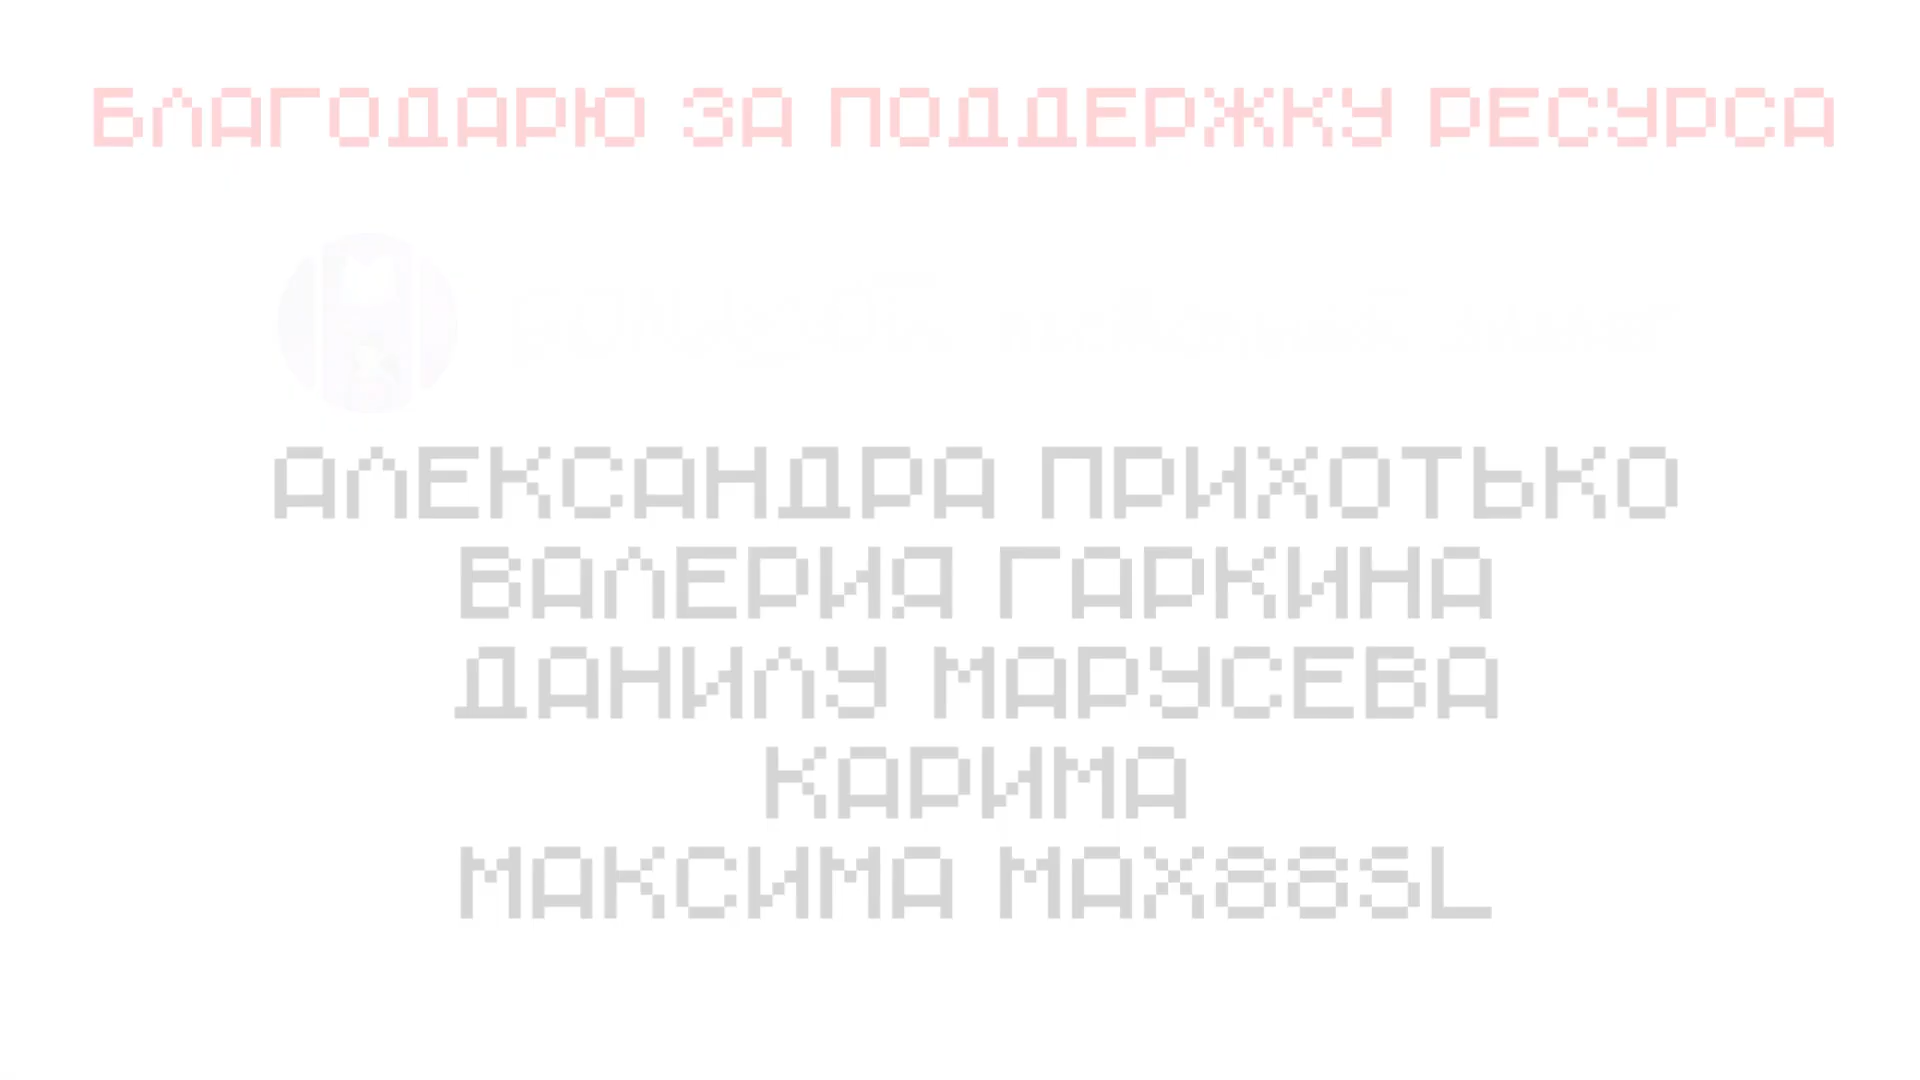 БЛАГОДАРЮ ЗА ПОДДЕРЖКУ РЕСУРСА
АЛЕКСАНДРА ПРИХОТЬКО
ВАЛЕРИЯ ГАРКИНА
ДАНИЛУ МАРУСЕВА
КАРИМА
МАКСИМА MAX88SL